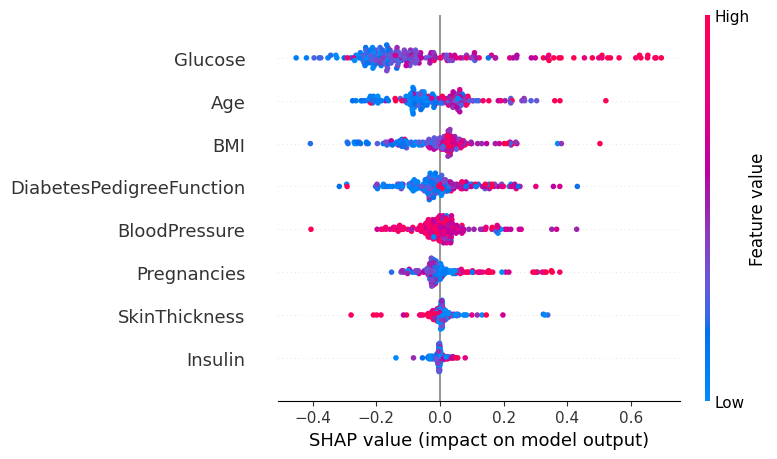 High
Glucose
Age
BMI
DiabetesPedigreeFunction
BloodPressure
Pregnancies
SkinThickness
Insulin
Feature value
Low
−0.4 −0.2 0.0 0.2 0.4 0.6
SHAP value (impact on model output)